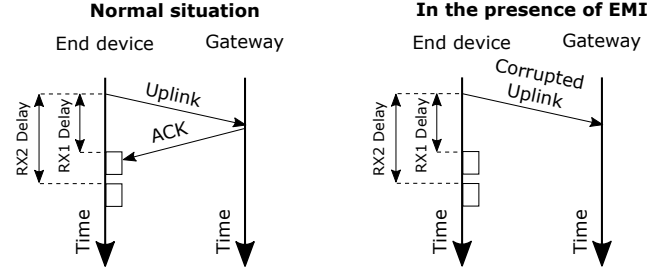 Normal situation
End device
Gateway
Uplink
ACK
RX2 Delay
RX1 Delay
Time
Time
In the presence of EMI
End device
Gateway
Corrupted
Uplink
RX2 Delay
RX1 Delay
Time
Time